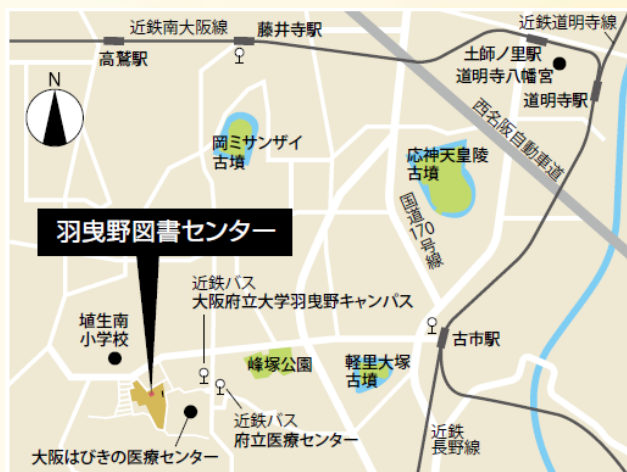 近鉄南大阪線
藤井寺駅
近鉄道明寺線
高鷲駅
土師ノ里駅
道明寺八幡宮
道明寺駅
N
岡ミサンザイ
古墳
応神天皇陵
古墳
西名阪自動車道
国道170号線
羽曳野図書センター
近鉄バス
大阪府立大学羽曳野キャンパス
埴生南
小学校
古市駅
峰塚公園
軽里大塚
古墳
近鉄バス
府立医療センター
近鉄
長野線
大阪はびきの医療センター